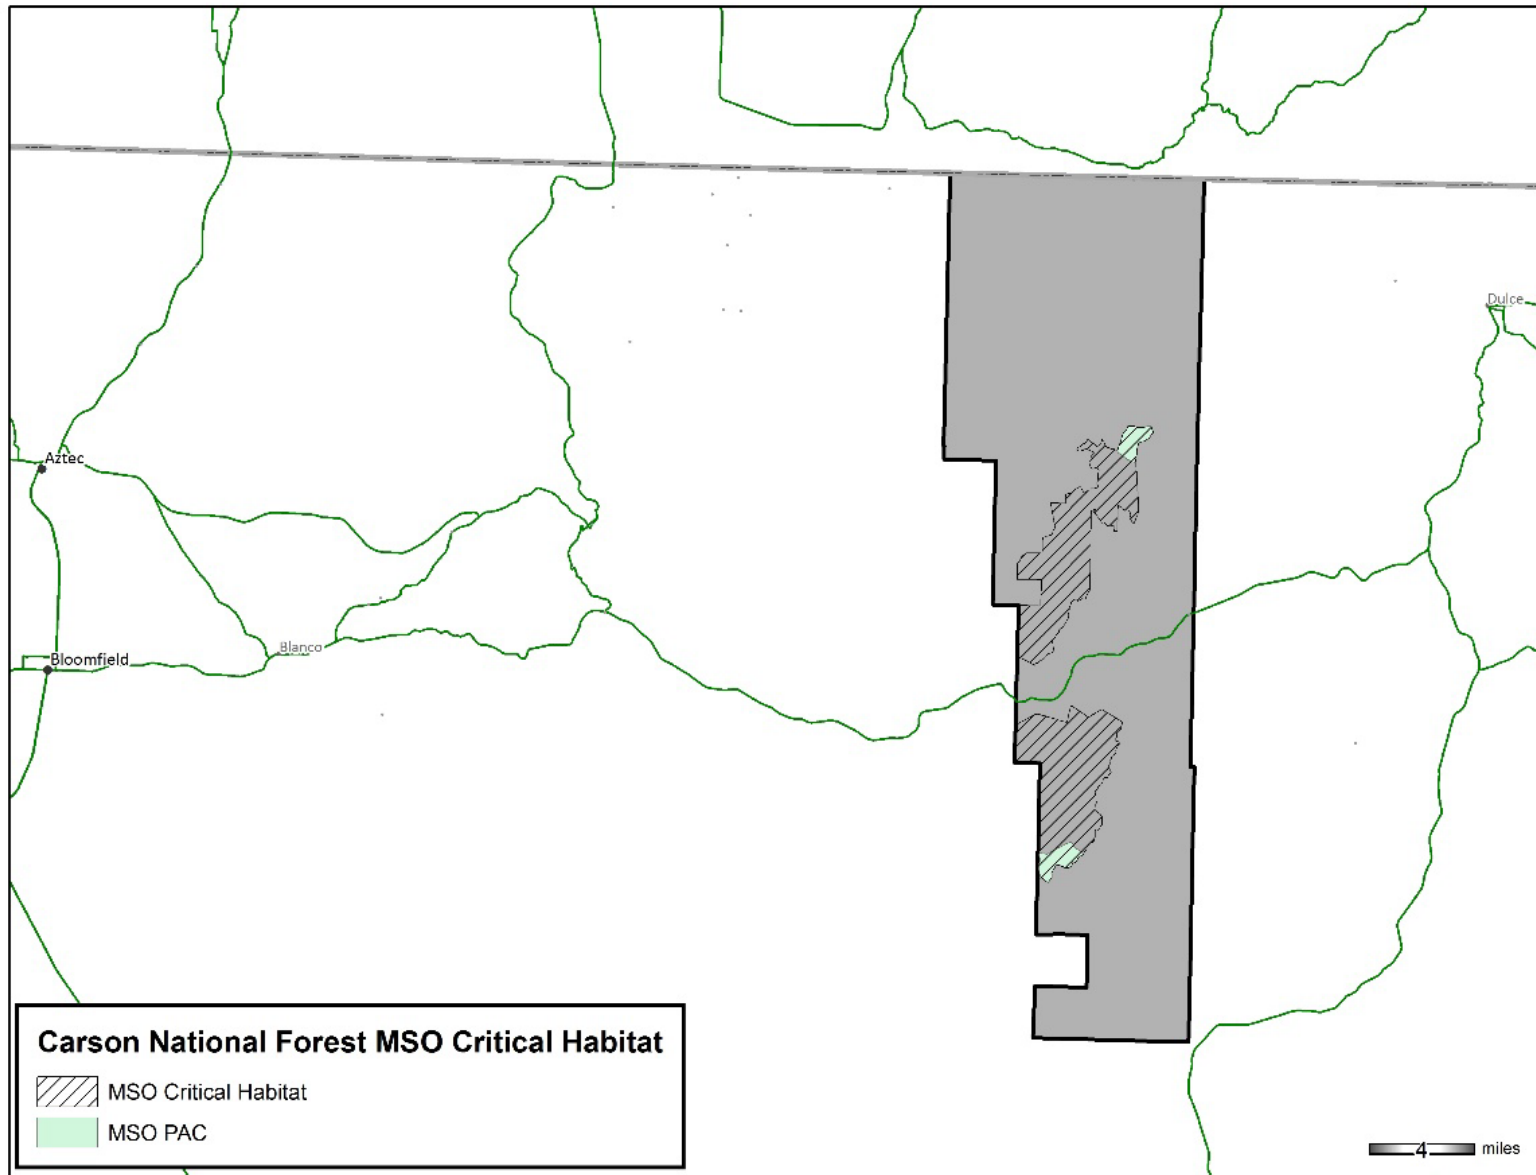 Dulce
Aztec
Blanco
Bloomfield
Carson National Forest MSO Critical Habitat
MSO Critical Habitat
MSO PAC
4 miles